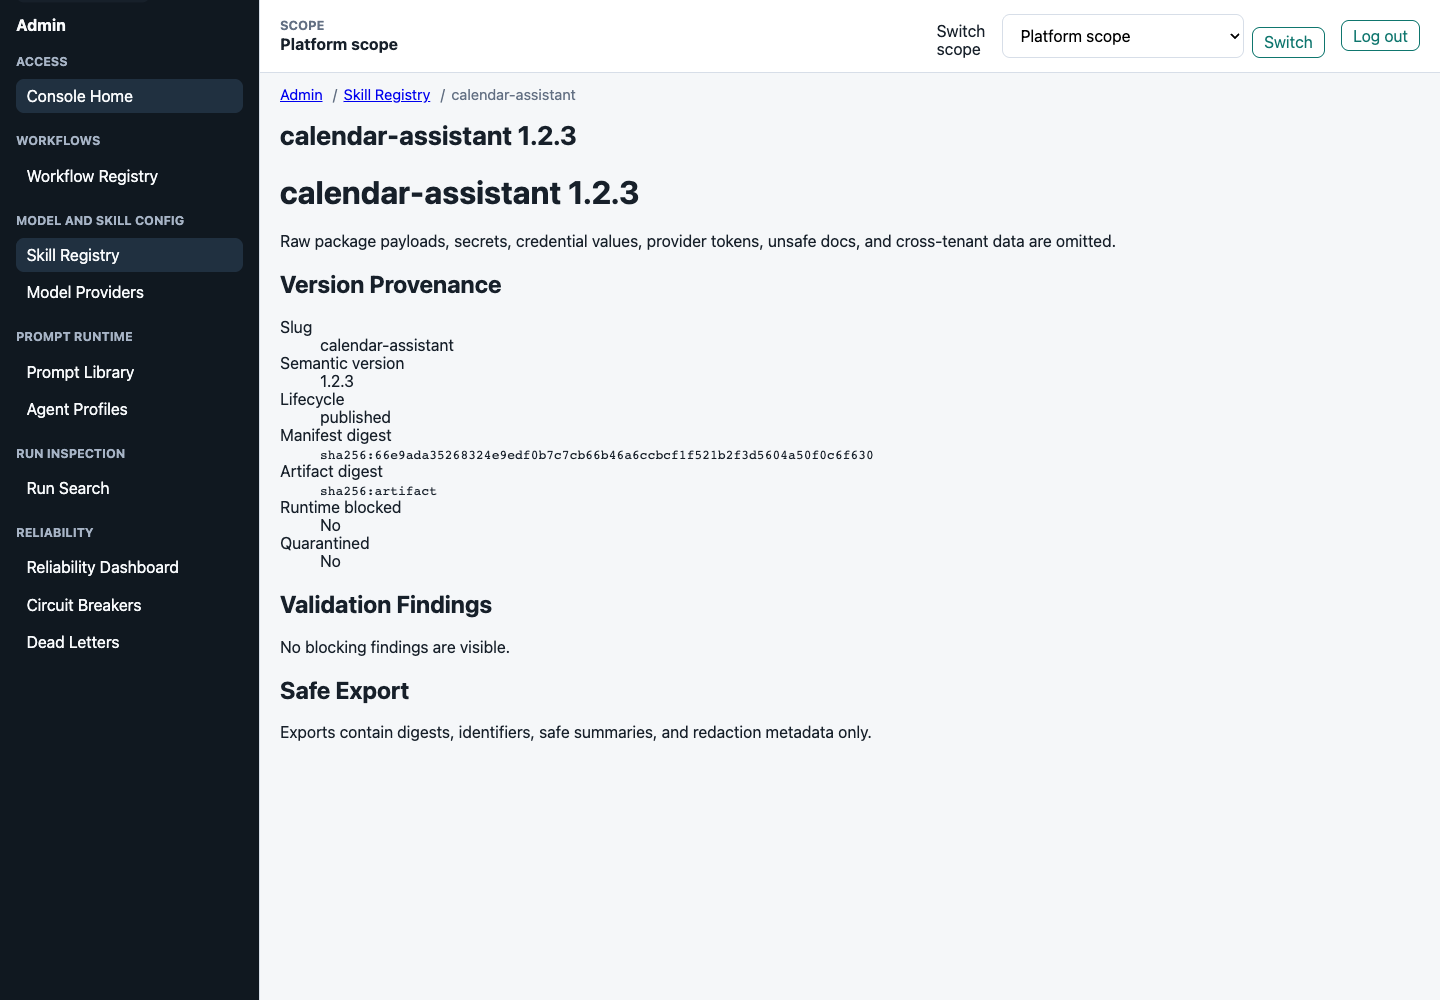 Admin
ACCESS
Console Home
WORKFLOWS
Workflow Registry
MODEL AND SKILL CONFIG
Skill Registry
Model Providers
PROMPT RUNTIME
Prompt Library
Agent Profiles
RUN INSPECTION
Run Search
RELIABILITY
Reliability Dashboard
Circuit Breakers
Dead Letters
SCOPE
Platform scope
Switch scope
Platform scope
Switch
Log out
Admin / Skill Registry / calendar-assistant
calendar-assistant 1.2.3
calendar-assistant 1.2.3
Raw package payloads, secrets, credential values, provider tokens, unsafe docs, and cross-tenant data are omitted.
Version Provenance
Slug
calendar-assistant
Semantic version
1.2.3
Lifecycle
published
Manifest digest
sha256:66e9ada35268324e9edf0b7c7cb66b46a6ccbcf1f521b2f3d5604a50f0c6f630
Artifact digest
sha256:artifact
Runtime blocked
No
Quarantined
No
Validation Findings
No blocking findings are visible.
Safe Export
Exports contain digests, identifiers, safe summaries, and redaction metadata only.